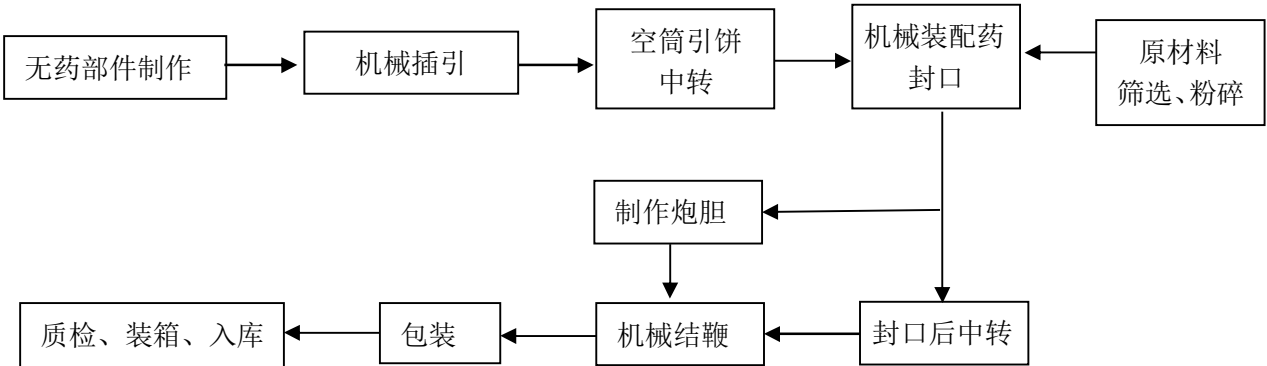 无药部件制作
机械插引
空筒引饼
中转
机械装配药
封口
原材料
筛选、粉碎
制作炮胆
质检、装箱、入库
包装
机械结鞭
封口后中转